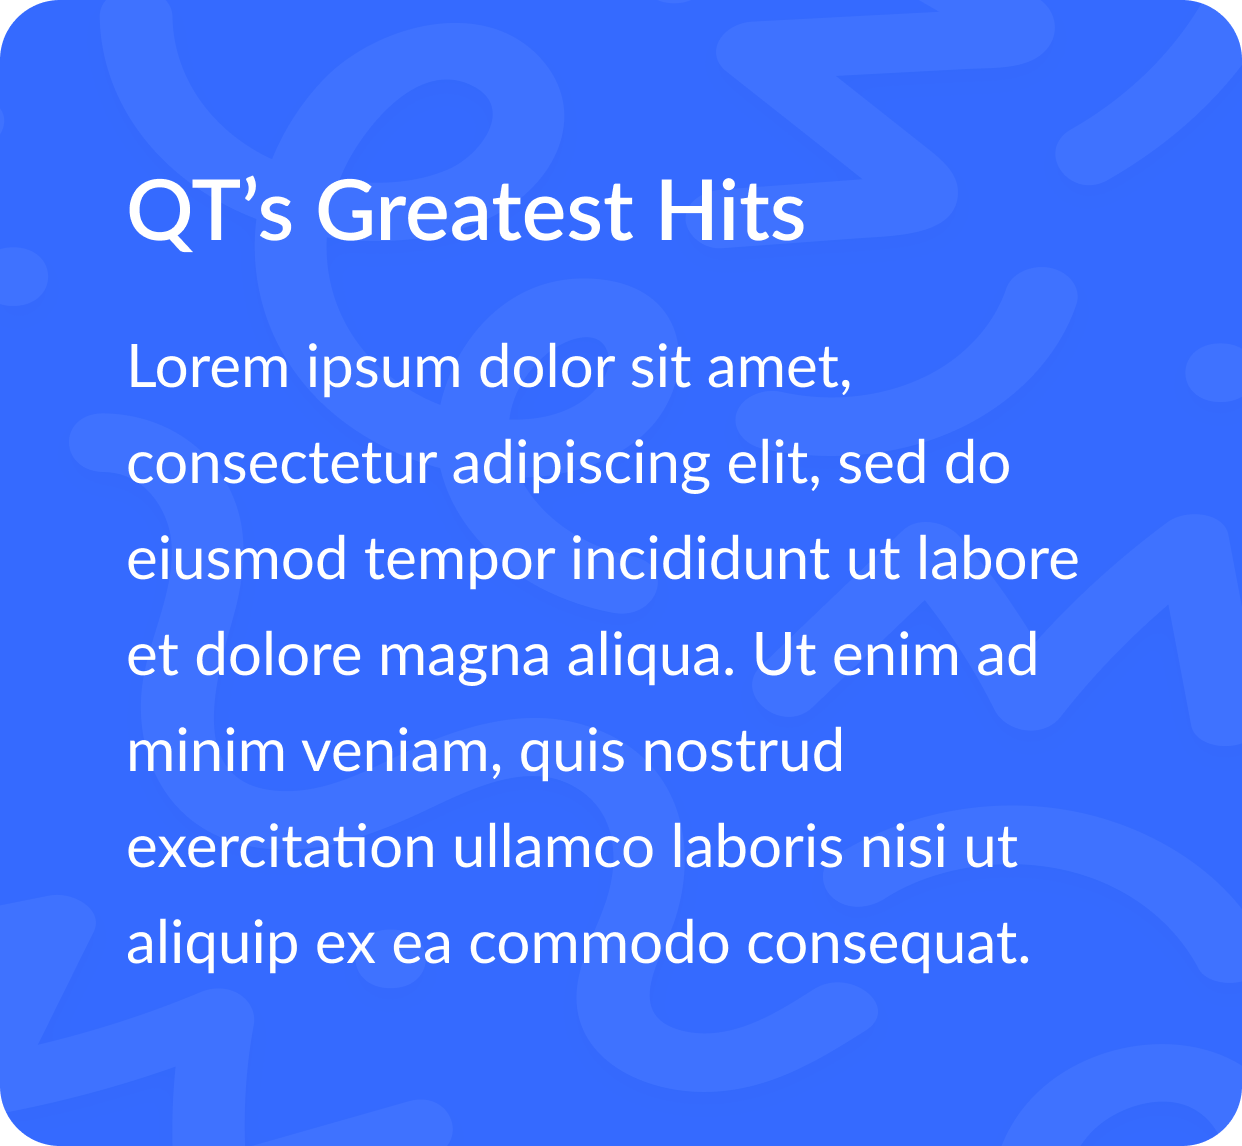 QT’s Greatest Hits
Lorem ipsum dolor sit amet,
consectetur adipiscing elit, sed do
eiusmod tempor incididunt ut labore
et dolore magna aliqua. Ut enim ad
minim veniam, quis nostrud
exercitation ullamco laboris nisi ut
aliquip ex ea commodo consequat.